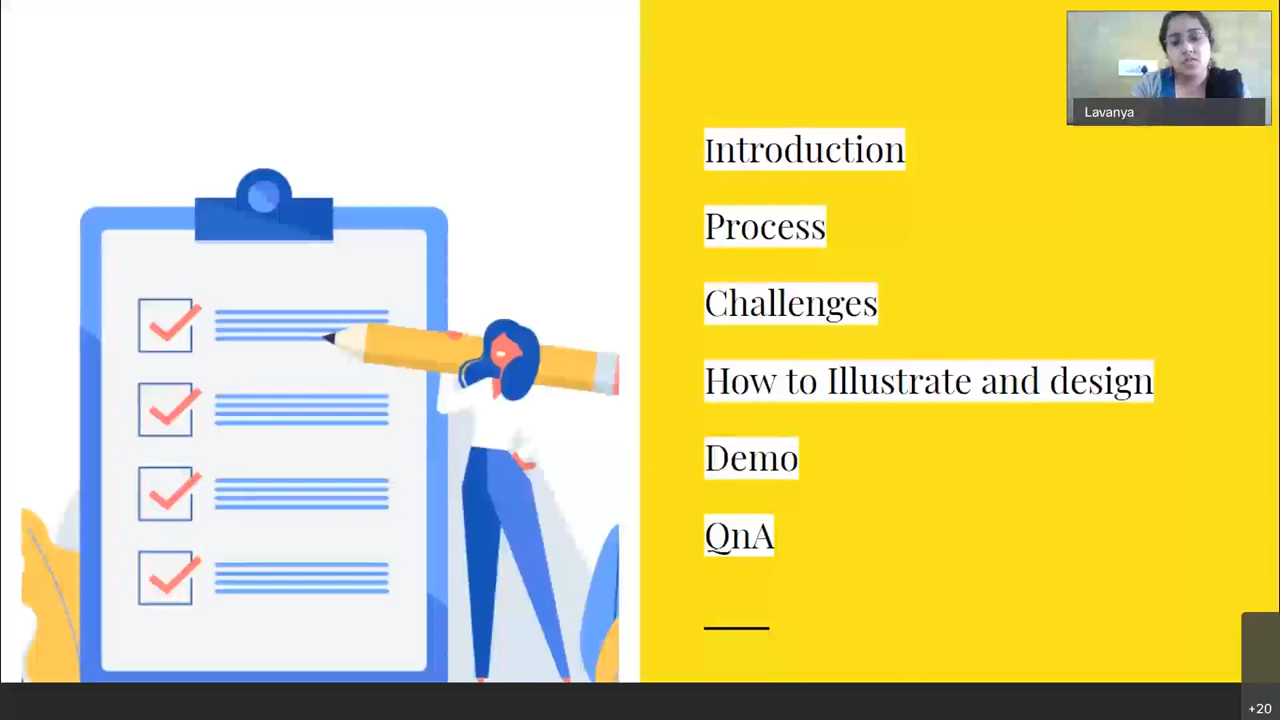 Lavanya
Introduction
Process
Challenges
How to Illustrate and design
Demo
QnA
+20